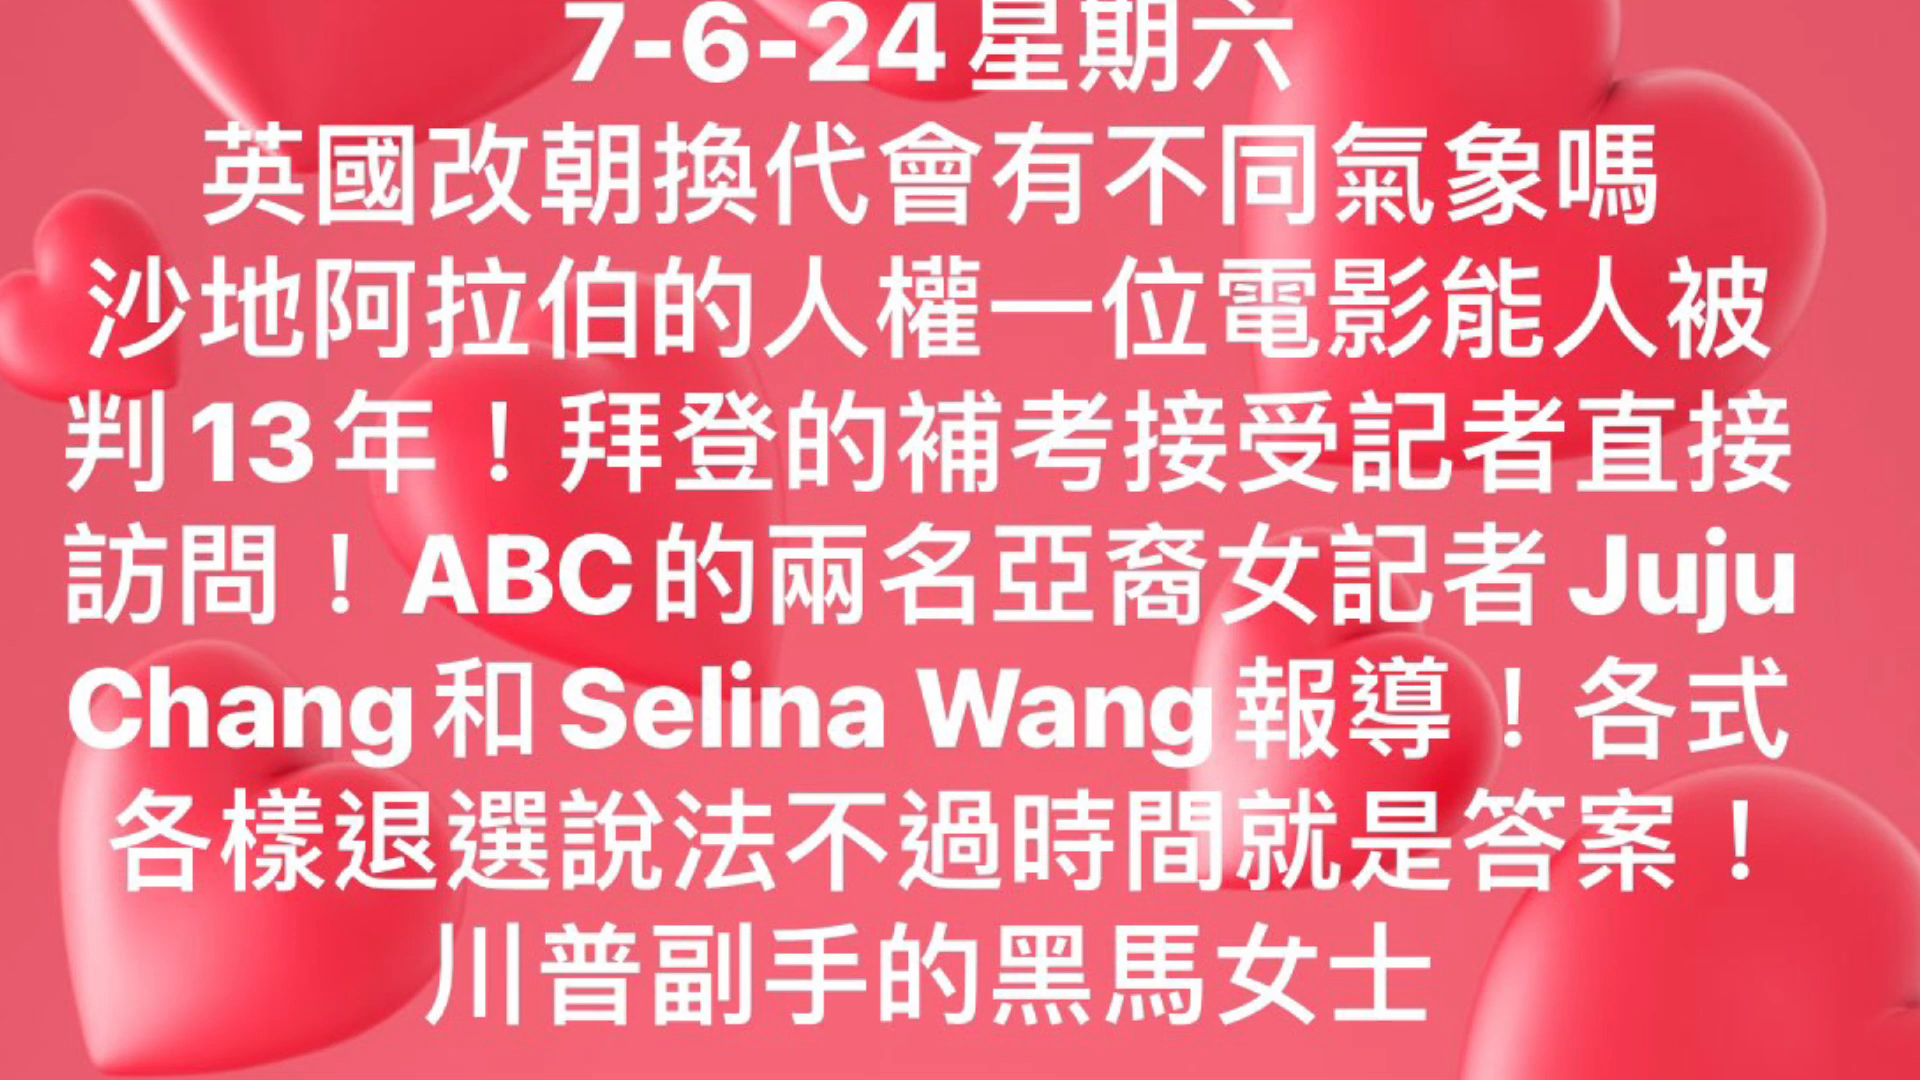 7-6-24星期六
英國改朝換代會有不同氣象嗎
沙地阿拉伯的人權一位電影能人被
判13年！拜登的補考接受記者直接
訪問！ABC的兩名亞裔女記者Juju
Chang和Selina Wang報導！各式
各樣退選說法不過時間就是答案！
川普副手的黑馬女士